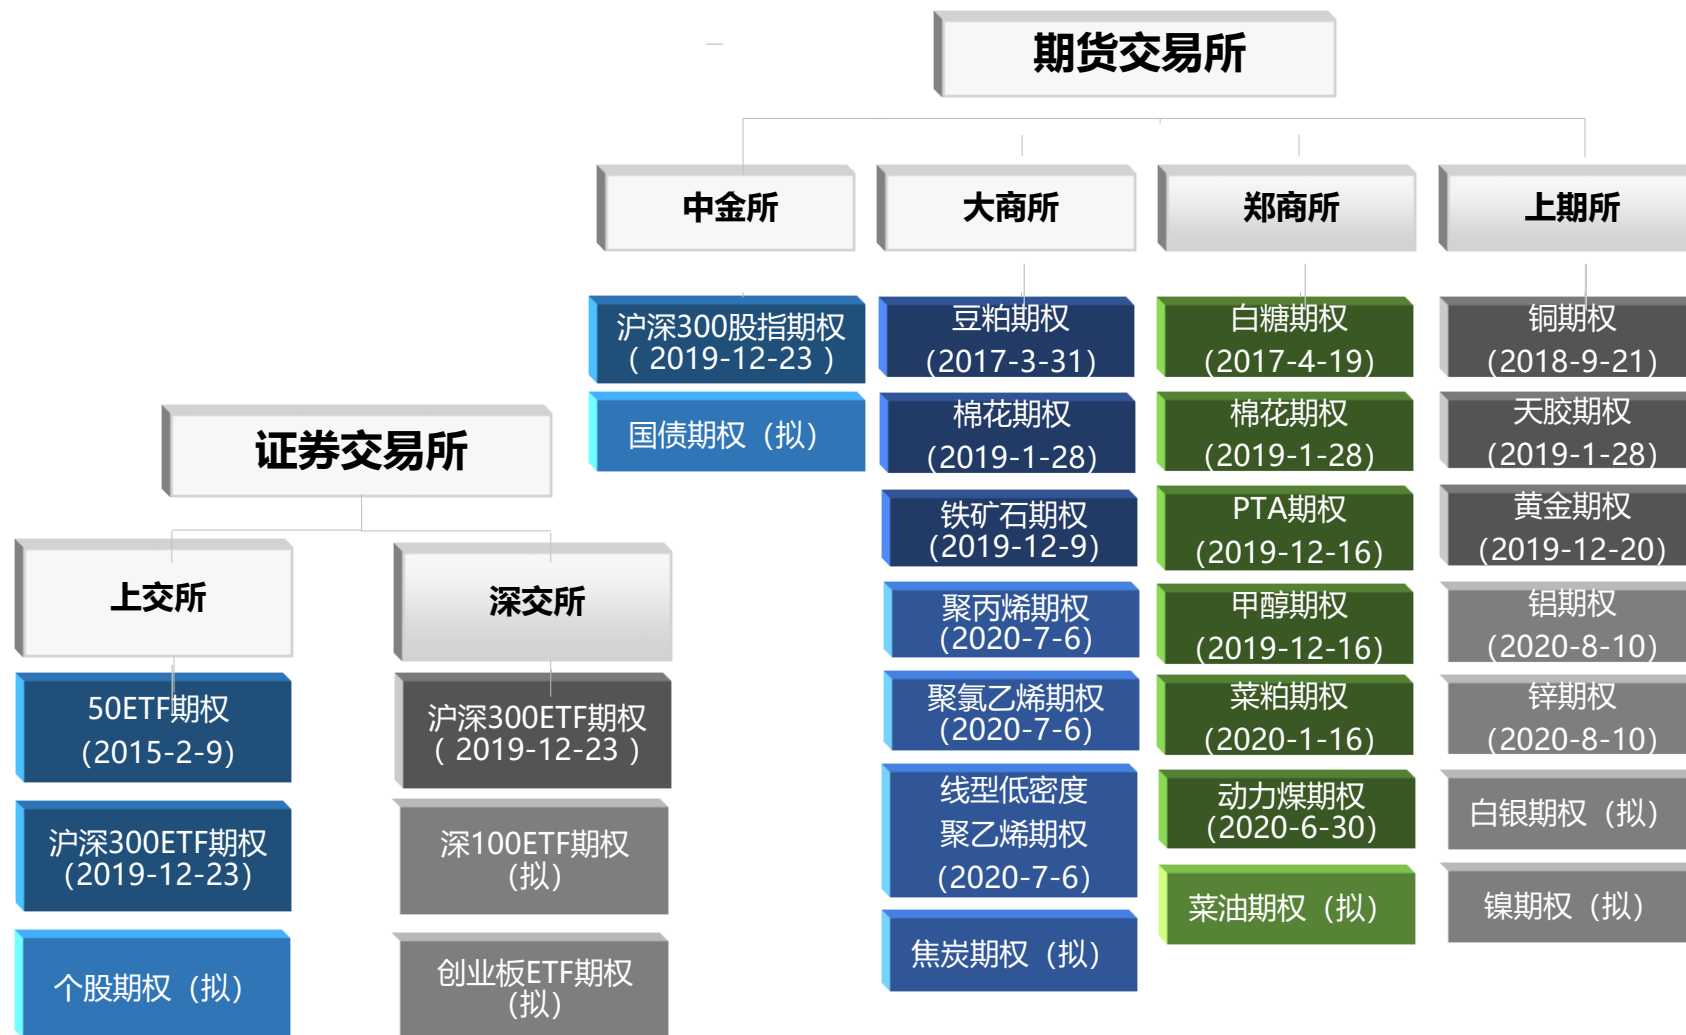 期货交易所
中金所
大商所
郑商所
上期所
沪深300股指期权
( 2019-12-23 )
国债期权（拟）
豆粕期权
(2017-3-31)
棉花期权
(2019-1-28)
铁矿石期权
(2019-12-9)
聚丙烯期权
(2020-7-6)
聚氯乙烯期权
(2020-7-6)
线型低密度
聚乙烯期权
(2020-7-6)
焦炭期权（拟）
白糖期权
(2017-4-19)
棉花期权
(2019-1-28)
PTA期权
(2019-12-16)
甲醇期权
(2019-12-16)
菜粕期权
(2020-1-16)
动力煤期权
(2020-6-30)
菜油期权（拟）
铜期权
(2018-9-21)
天胶期权
(2019-1-28)
黄金期权
(2019-12-20)
铝期权
(2020-8-10)
锌期权
(2020-8-10)
白银期权（拟）
镍期权（拟）
证券交易所
上交所
深交所
50ETF期权
(2015-2-9)
沪深300ETF期权
(2019-12-23)
个股期权（拟）
沪深300ETF期权
( 2019-12-23 )
深100ETF期权
(拟)
创业板ETF期权
(拟)